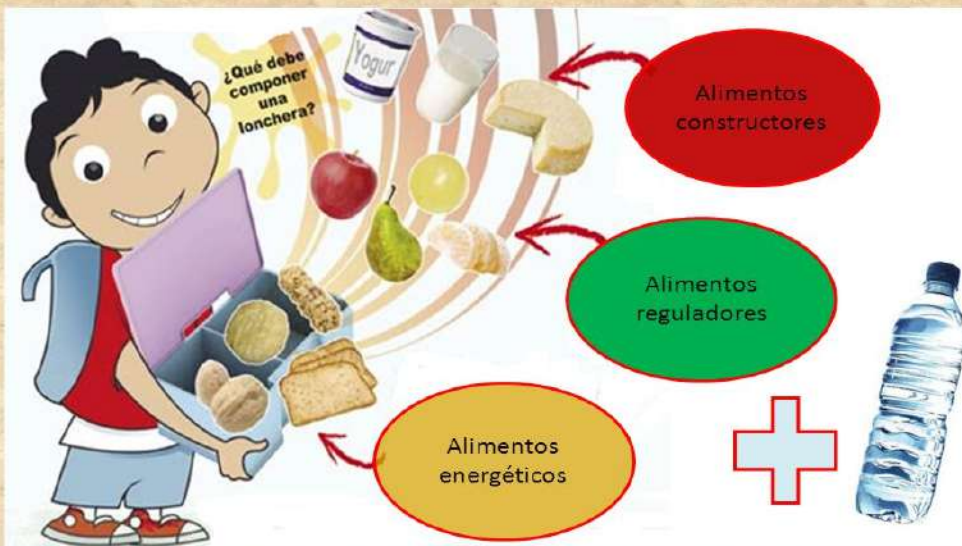 ¿Qué debe
componer
una
lonchera?
Yogur
Alimentos
constructores
Alimentos
reguladores
Alimentos
energéticos